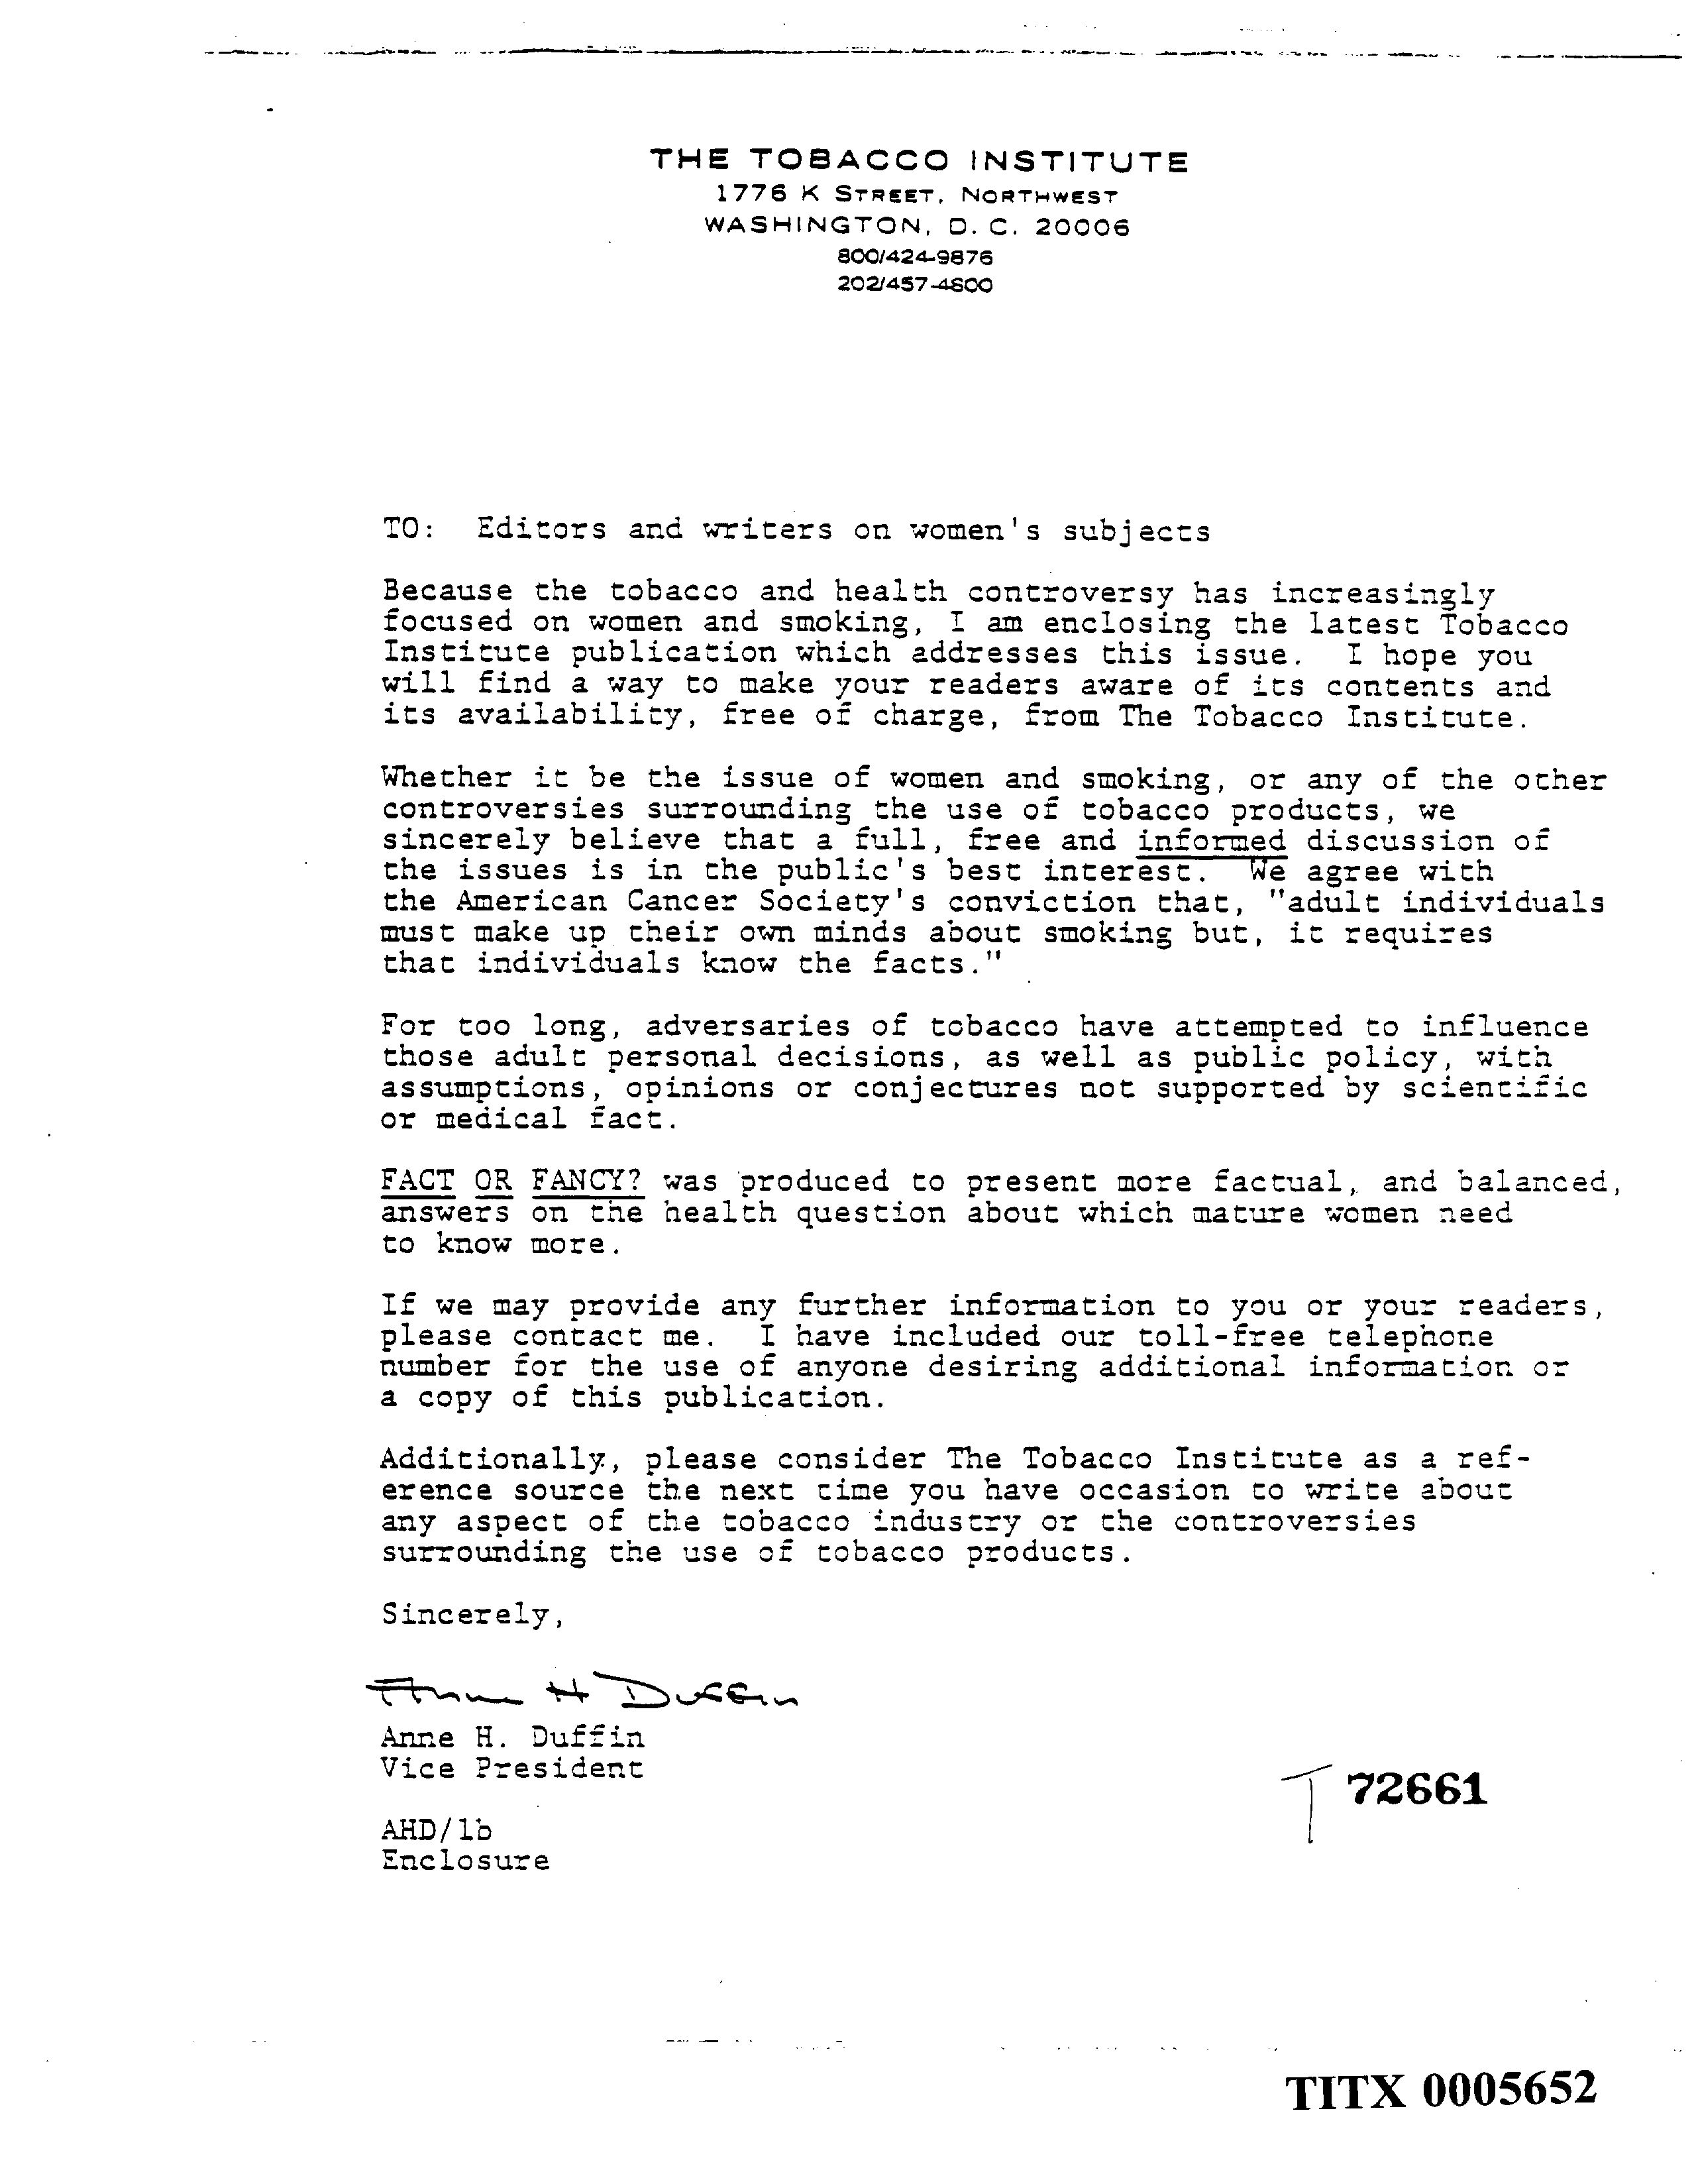 THE TOBACCO INSTITUTE
1776 K STREET, NORTHWEST
WASHINGTON, D. C. 20006
800/424-9876
202/457-4800
TO:  Editors and writers on women's subjects
Because the tobacco and health controversy has increasingly
focused on women and smoking, I am enclosing the latest Tobacco
Institute publication which addresses this issue.  I hope you
will find a way to make your readers aware of its contents and
its availability, free of charge, from The Tobacco Institute.
Whether it be the issue of women and smoking, or any of the other
controversies surrounding the use of tobacco products, we
sincerely believe that a full, free and informed discussion of
the issues is in the public's best interest.  We agree with
the American Cancer Society's conviction that, "adult individuals
must make up their own minds about smoking but, it requires
that individuals know the facts."
For too long, adversaries of tobacco have attempted to influence
those adult personal decisions, as well as public policy, with
assumptions, opinions or conjectures not supported by scientific
or medical fact.
FACT OR FANCY? was produced to present more factual, and balanced,
answers on the health question about which mature women need
to know more.
If we may provide any further information to you or your readers,
please contact me.  I have included our toll-free telephone
number for the use of anyone desiring additional information or
a copy of this publication.
Additionally, please consider The Tobacco Institute as a ref-
erence source the next time you have occasion to write about
any aspect of the tobacco industry or the controversies
surrounding the use of tobacco products.
Sincerely,
Anne H Duffin
Anne H. Duffin
Vice President
T 72661
AHD/lb
Enclosure
TITX 0005652